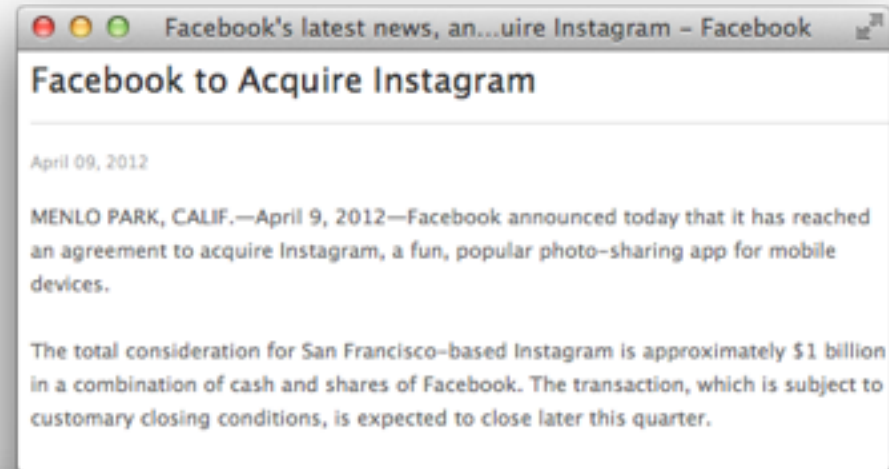 Facebook's latest news, an...uire Instagram – Facebook
Facebook to Acquire Instagram
April 09, 2012
MENLO PARK, CALIF.—April 9, 2012—Facebook announced today that it has reached
an agreement to acquire Instagram, a fun, popular photo-sharing app for mobile
devices.
The total consideration for San Francisco-based Instagram is approximately $1 billion
in a combination of cash and shares of Facebook. The transaction, which is subject to
customary closing conditions, is expected to close later this quarter.